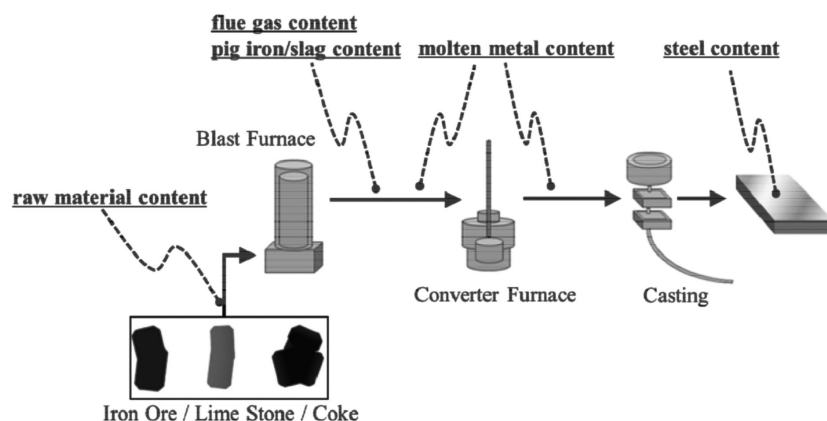 flue gas content
pig iron/slag content
molten metal content
steel content
Blast Furnace
raw material content
Converter Furnace
Casting
Iron Ore / Lime Stone / Coke